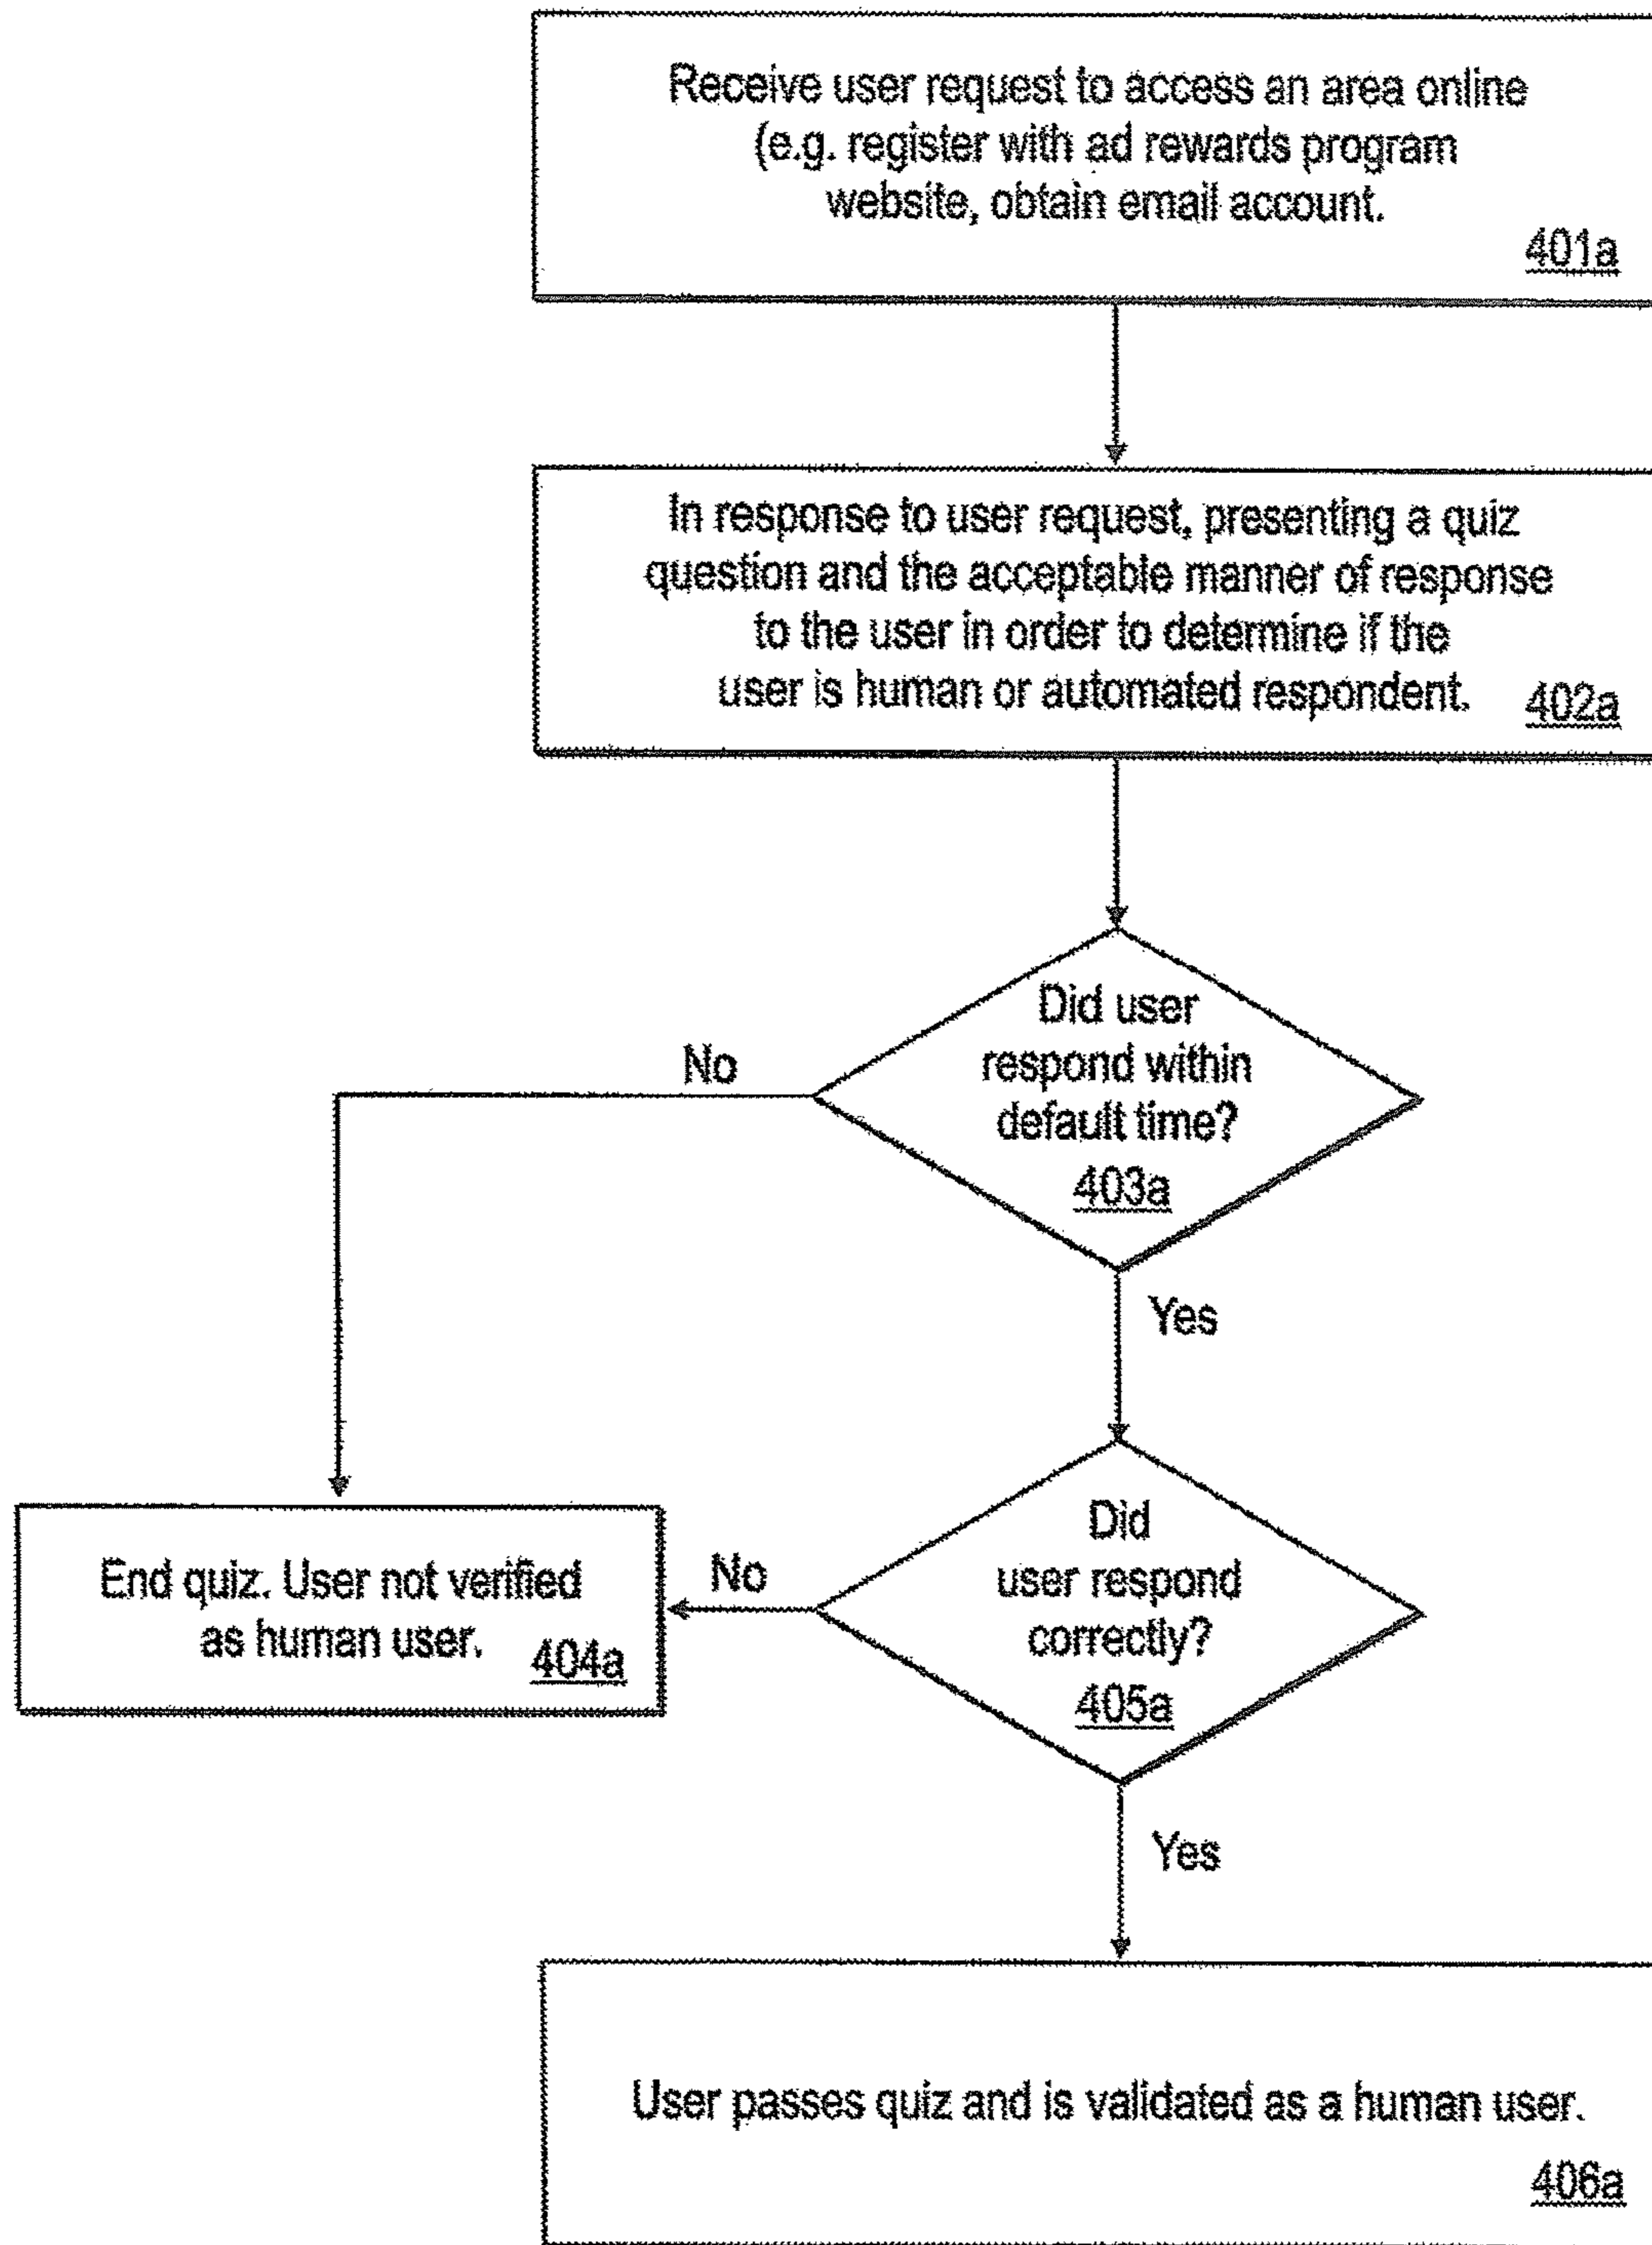 Receive user request to access an area online
(e.g. register with ad rewards program
website, obtain email account.
401a
In response to user request, presenting a quiz
question and the acceptable manner of response
to the user in order to determine if the
user is human or automated respondent.
402a
Did user
respond within
default time?
403a
No
Yes
Did
user respond
correctly?
405a
No
End quiz. User not verified
as human user.
404a
Yes
User passes quiz and is validated as a human user.
406a